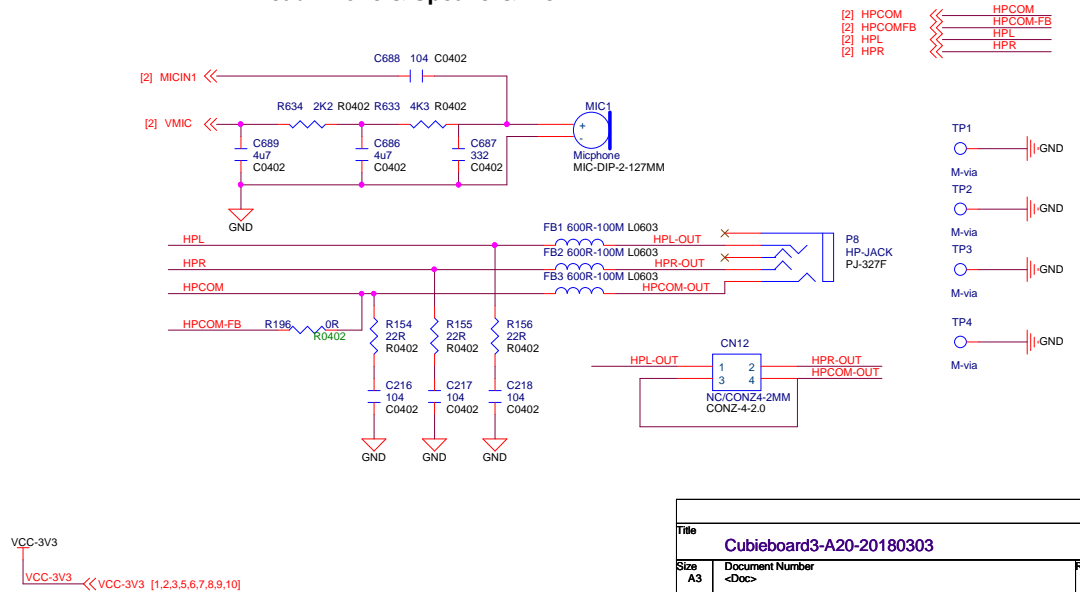 [2] HPCOM HPCOM
[2] HPCOMFB HPCOM-FB
[2] HPL HPL
[2] HPR HPR
C688 104 C0402
[2] MICIN1
R634 2K2 R0402 R633 4K3 R0402
MIC1
[2] VMIC
+
-
C689
4u7
C0402
C686
4u7
C0402
C687
332
C0402
Micphone
MIC-DIP-2-127MM
GND
TP1
GND
M-via
TP2
GND
M-via
TP3
GND
M-via
TP4
GND
M-via
FB1 600R-100M L0603
HPL HPL-OUT
FB2 600R-100M L0603
HPR HPR-OUT
FB3 600R-100M L0603
HPCOM HPCOM-OUT
P8
HP-JACK
PJ-327F
HPCOM-FB R196 0R
R0402
R154
22R
R0402
R155
22R
R0402
R156
22R
R0402
C216
104
C0402
C217
104
C0402
C218
104
C0402
GND GND GND
CN12
HPL-OUT 1 2 HPR-OUT
3 4 HPCOM-OUT
NC/CONZ4-2MM
CONZ-4-2.0
VCC-3V3
VCC-3V3 VCC-3V3 [1,2,3,5,6,7,8,9,10]
Title
Cubieboard3-A20-20180303
Size Document Number
A3 <Doc>